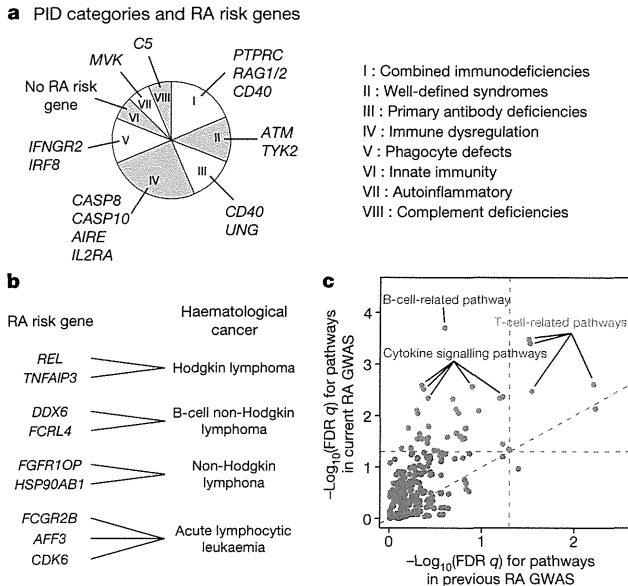 a PID categories and RA risk genes
C5
MVK
No RA risk
gene
IFNGR2
IRF8
CASP8
CASP10
AIRE
IL2RA
PTPRC
RAG1/2
CD40
ATM
TYK2
CD40
UNG
I
II
III
IV
V
VI
VII
VIII
I : Combined immunodeficiencies
II : Well-defined syndromes
III : Primary antibody deficiencies
IV : Immune dysregulation
V : Phagocyte defects
VI : Innate immunity
VII : Autoinflammatory
VIII : Complement deficiencies
b
RA risk gene
Haematological
cancer
REL
TNFAIP3
Hodgkin lymphoma
DDX6
FCRL4
B-cell non-Hodgkin
lymphoma
FGFR1OP
HSP90AB1
Non-Hodgkin
lymphona
FCGR2B
AFF3
CDK6
Acute lymphocytic
leukaemia
c
B-cell-related pathway
T-cell-related pathways
Cytokine signalling pathways
–Log10(FDR q) for pathways
in current RA GWAS
4
3
2
1
0
0 1 2
–Log10(FDR q) for pathways
in previous RA GWAS